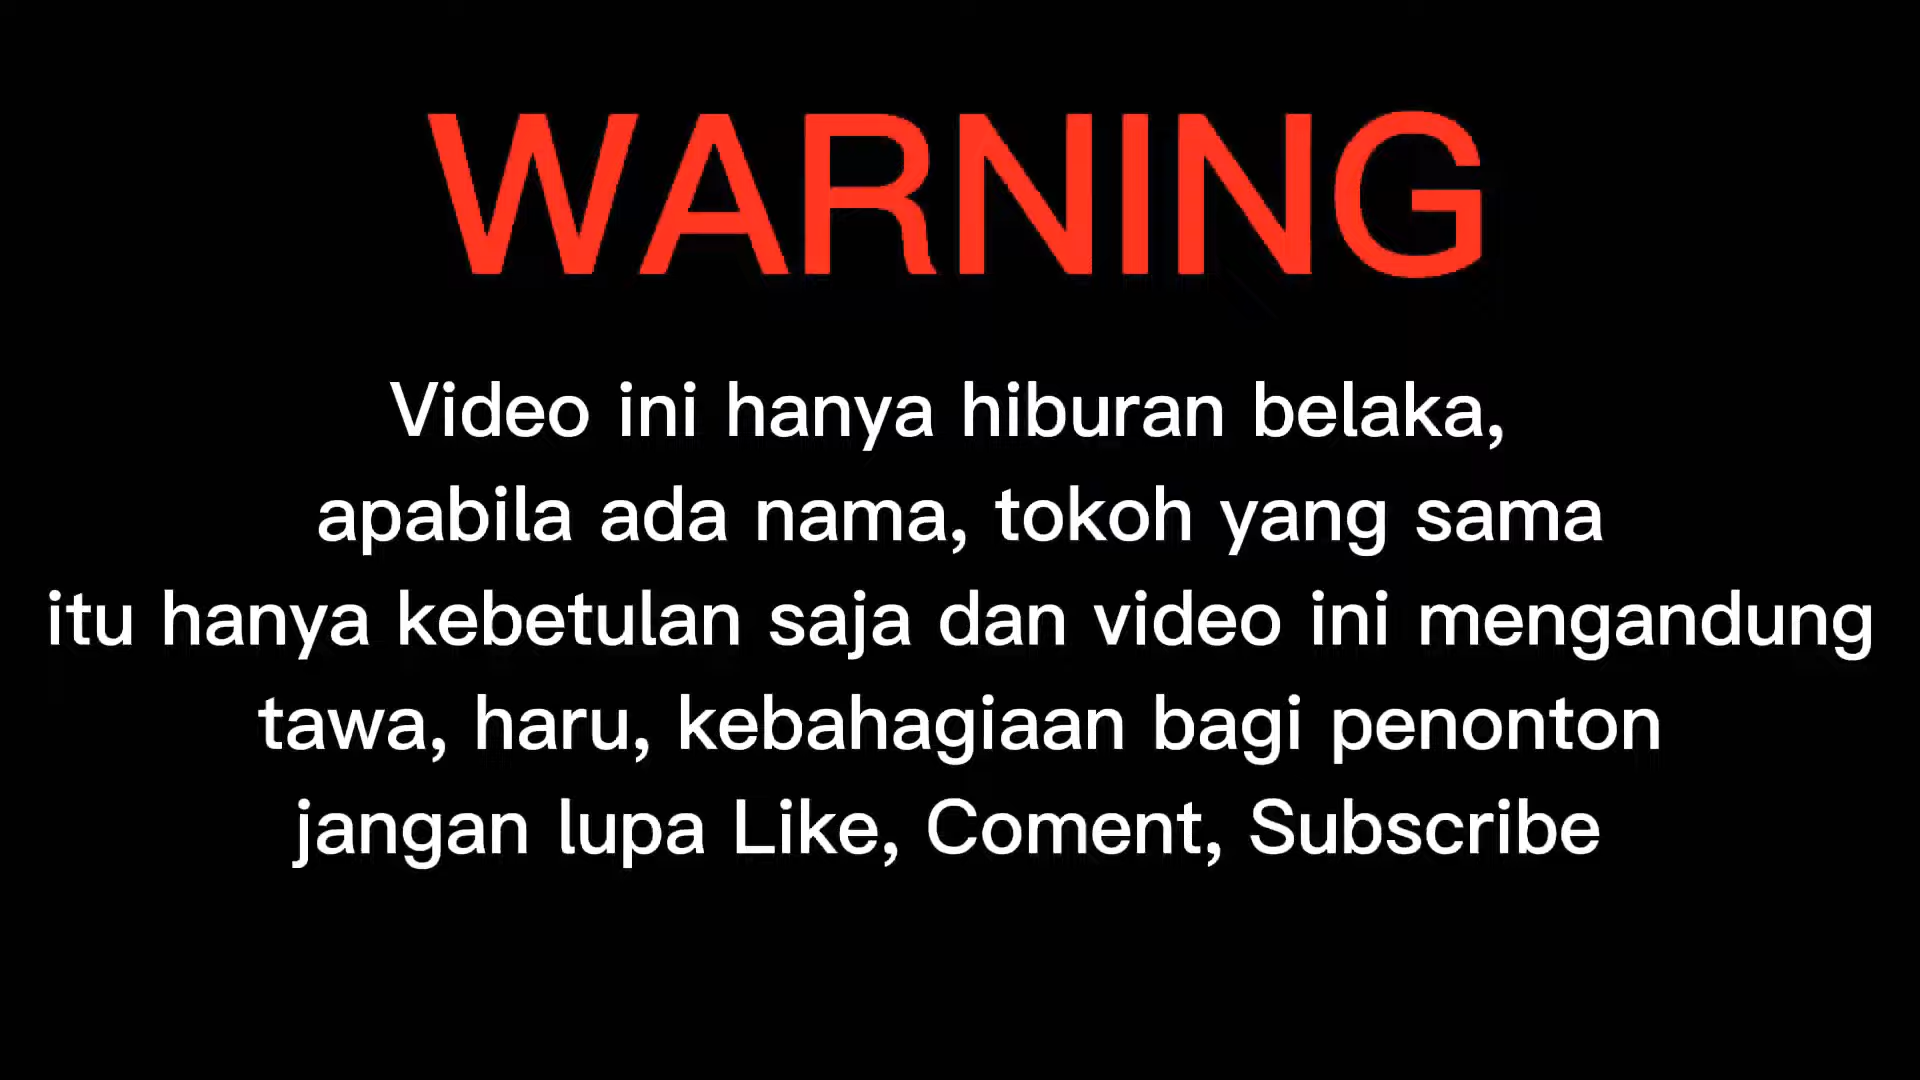 WARNING
Video ini hanya hiburan belaka,
apabila ada nama, tokoh yang sama
itu hanya kebetulan saja dan video ini mengandung
tawa, haru, kebahagiaan bagi penonton
jangan lupa Like, Coment, Subscribe